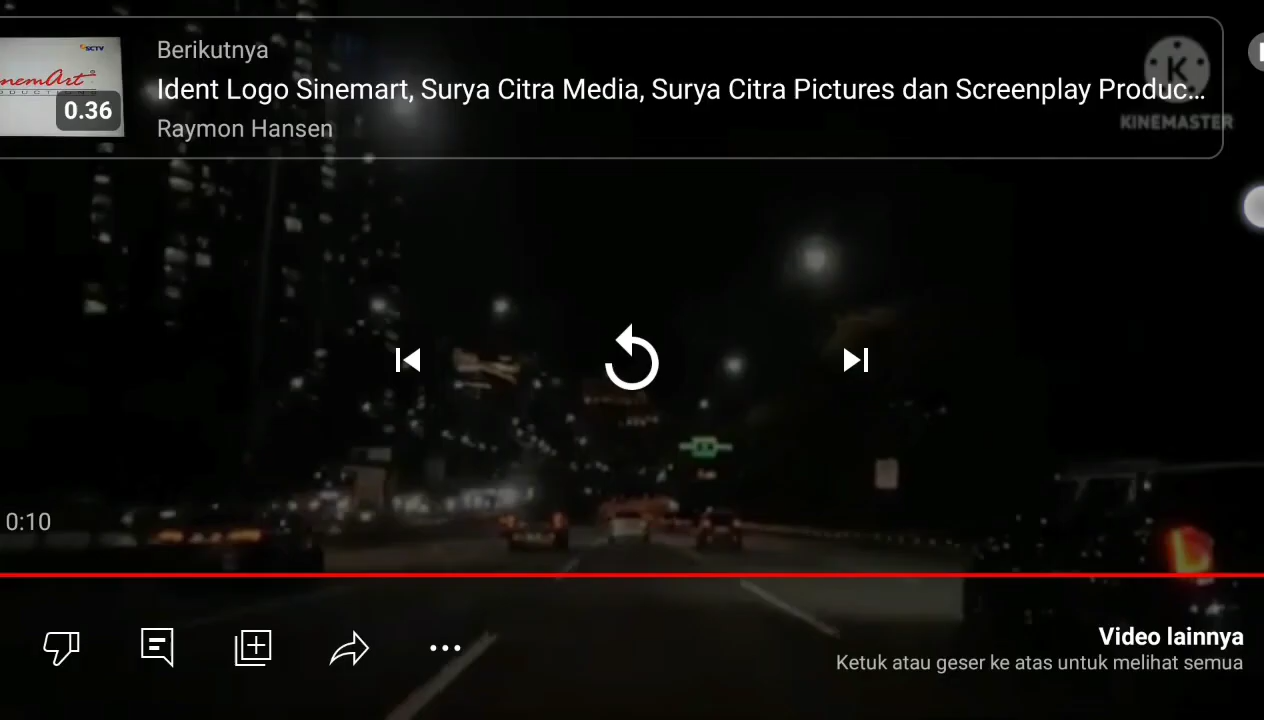 Berikutnya
Ident Logo Sinemart, Surya Citra Media, Surya Citra Pictures dan Screenplay Produc...
Raymon Hansen
SCTV
0.36
K
KINEMASTER
0:10
Video lainnya
Ketuk atau geser ke atas untuk melihat semua